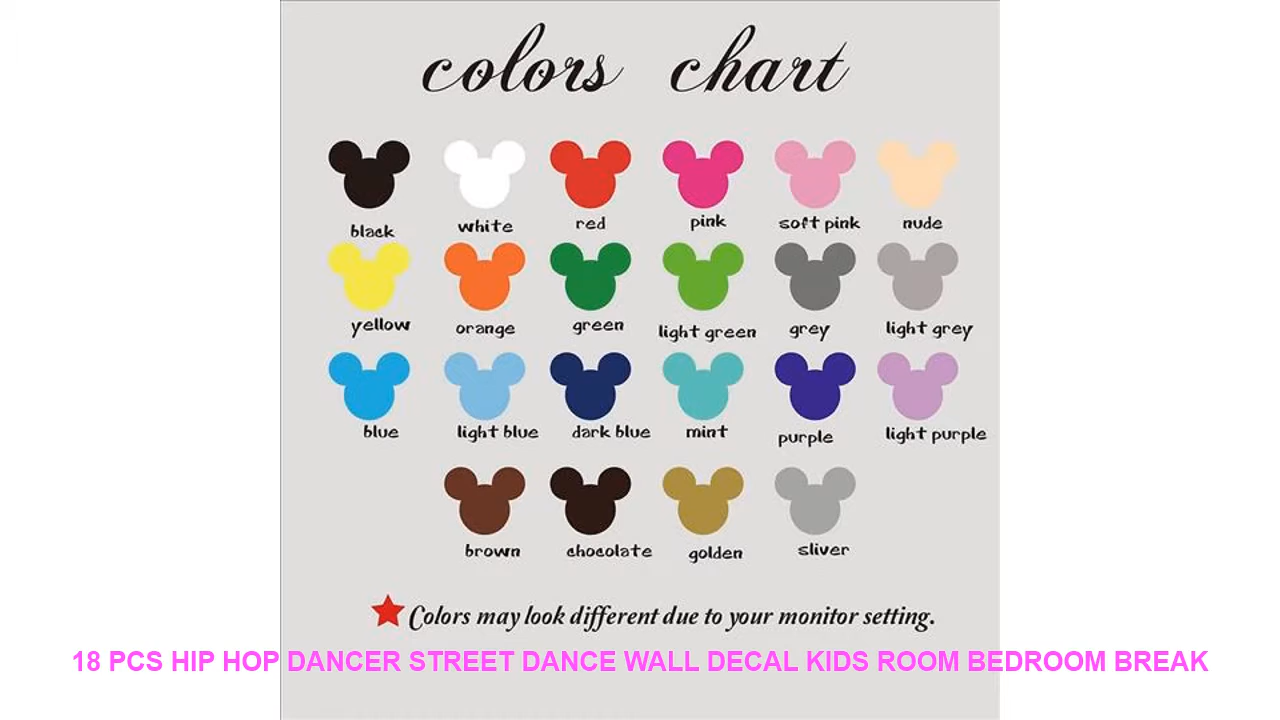 colors chart
black white red pink soft pink nude
yellow orange green light green grey light grey
blue light blue dark blue mint purple light purple
brown chocolate golden sliver
Colors may look different due to your monitor setting.
18 PCS HIP HOP DANCER STREET DANCE WALL DECAL KIDS ROOM BEDROOM BREAK